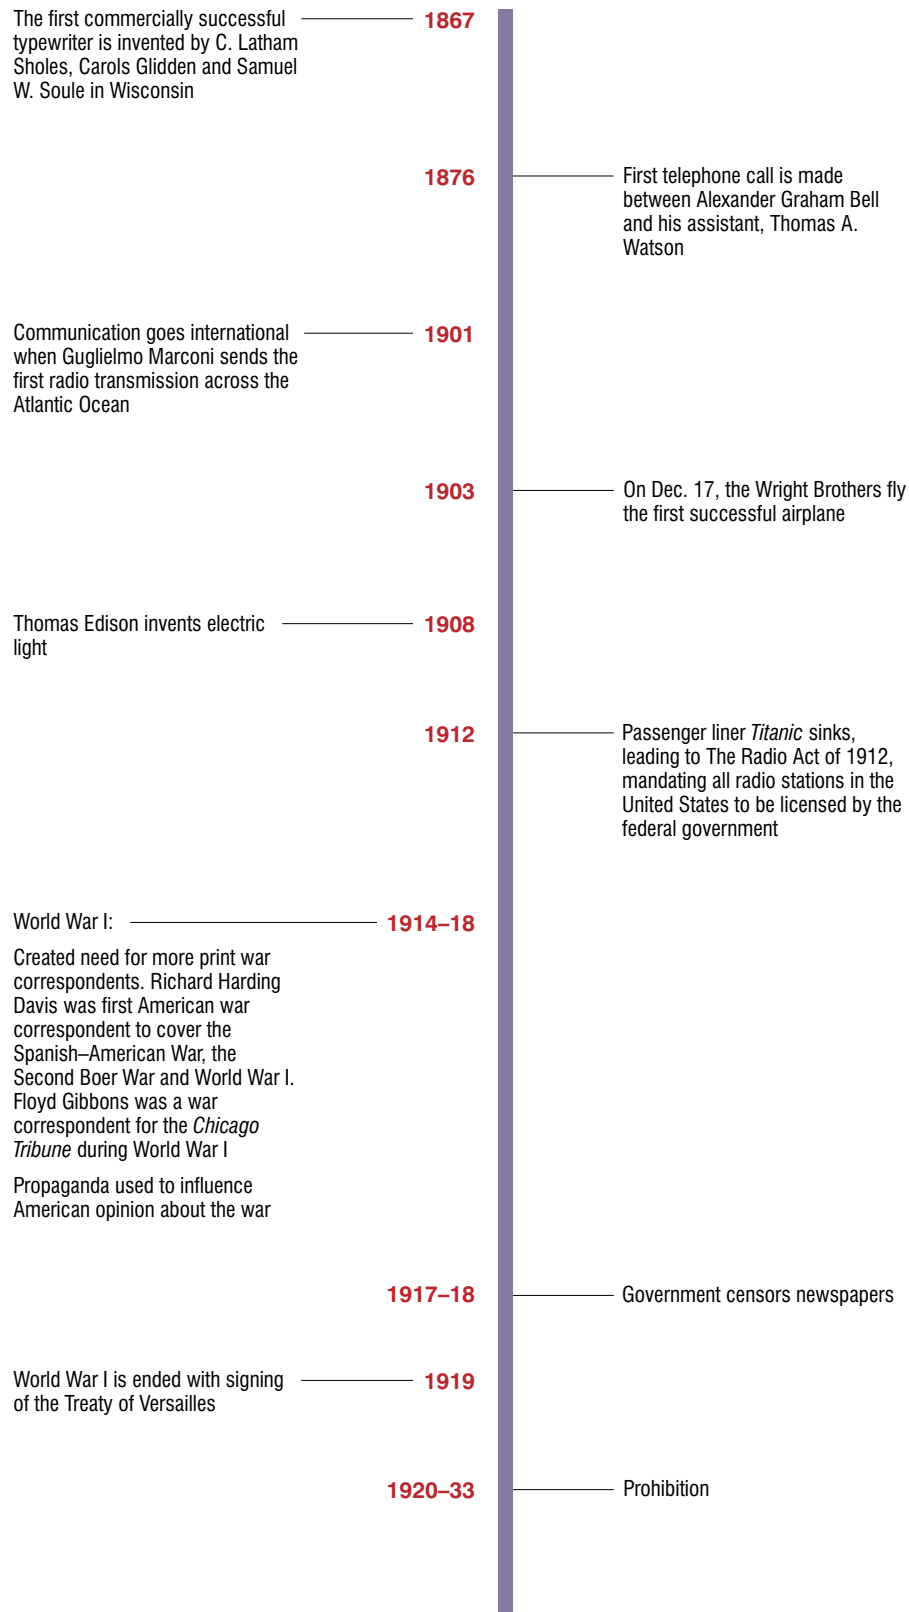 The first commercially successful
typewriter is invented by C. Latham
Sholes, Carols Glidden and Samuel
W. Soule in Wisconsin
1867
1876
First telephone call is made
between Alexander Graham Bell
and his assistant, Thomas A.
Watson
Communication goes international
when Guglielmo Marconi sends the
first radio transmission across the
Atlantic Ocean
1901
1903
On Dec. 17, the Wright Brothers fly
the first successful airplane
Thomas Edison invents electric
light
1908
1912
Passenger liner Titanic sinks,
leading to The Radio Act of 1912,
mandating all radio stations in the
United States to be licensed by the
federal government
World War I:
1914–18
Created need for more print war
correspondents. Richard Harding
Davis was first American war
correspondent to cover the
Spanish–American War, the
Second Boer War and World War I.
Floyd Gibbons was a war
correspondent for the Chicago
Tribune during World War I
Propaganda used to influence
American opinion about the war
1917–18
Government censors newspapers
World War I is ended with signing
of the Treaty of Versailles
1919
1920–33
Prohibition